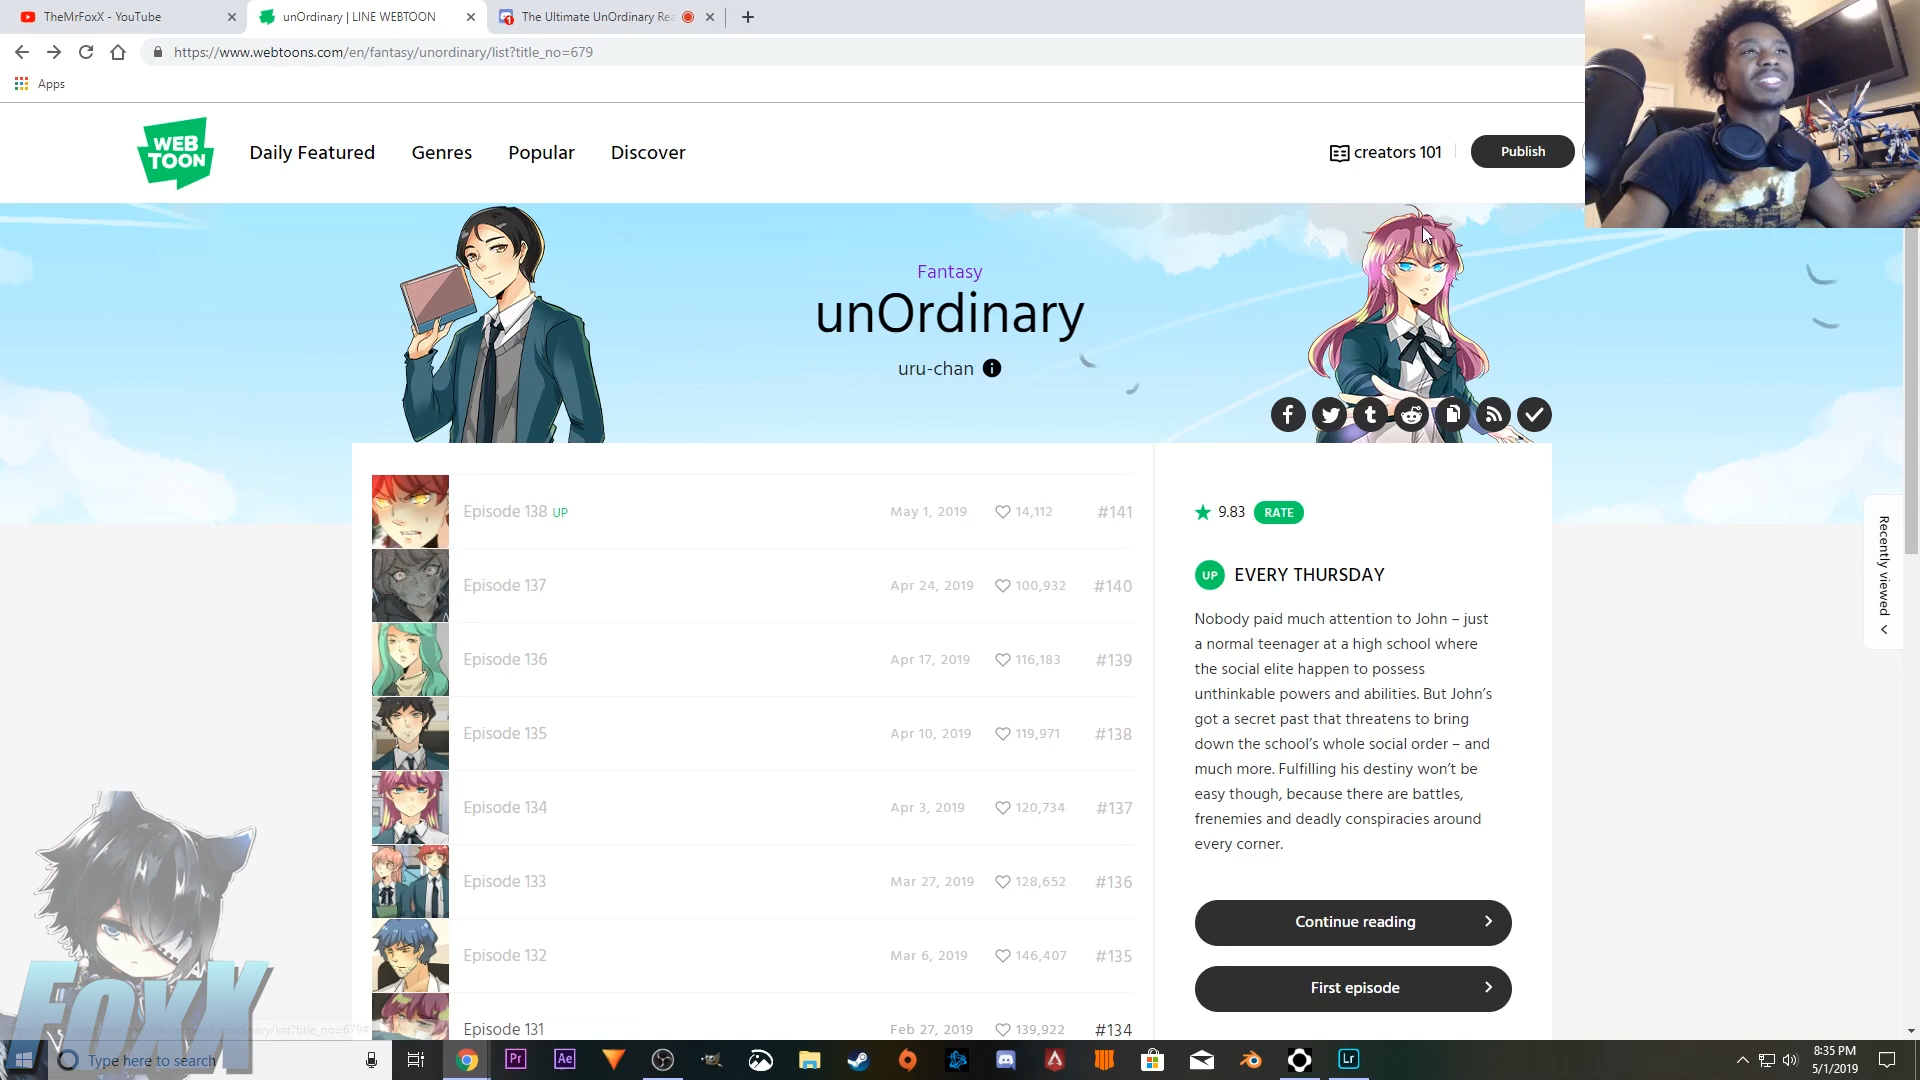 TheMrFoxX - YouTube
unOrdinary | LINE WEBTOON
The Ultimate UnOrdinary Rea
https://www.webtoons.com/en/fantasy/unordinary/list?title_no=679
Apps
WEB
TOON
Daily Featured
Genres
Popular
Discover
creators 101
Publish
Fantasy
unOrdinary
uru-chan
Episode 138 UP
May 1, 2019
14,112
#141
Episode 137
Apr 24, 2019
100,932
#140
Episode 136
Apr 17, 2019
116,183
#139
Episode 135
Apr 10, 2019
119,971
#138
Episode 134
Apr 3, 2019
120,734
#137
Episode 133
Mar 27, 2019
128,652
#136
Episode 132
Mar 6, 2019
146,407
#135
Episode 131
Feb 27, 2019
139,922
#134
9.83 RATE
UP EVERY THURSDAY
Nobody paid much attention to John – just
a normal teenager at a high school where
the social elite happen to possess
unthinkable powers and abilities. But John’s
got a secret past that threatens to bring
down the school’s whole social order – and
much more. Fulfilling his destiny won’t be
easy though, because there are battles,
frenemies and deadly conspiracies around
every corner.
Continue reading
First episode
Recently viewed
FoxX
Type here to search
Pr
Ae
Lr
8:35 PM
5/1/2019